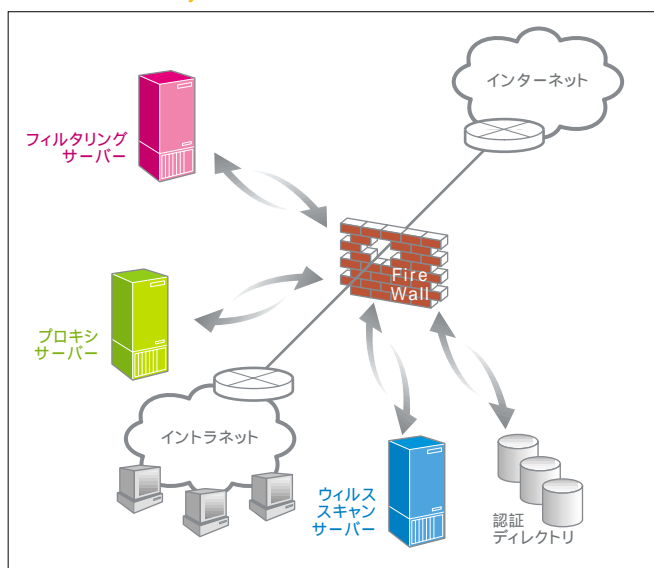 インターネット
フィルタリング
サーバー
Fire
Wall
プロキシ
サーバー
イントラネット
ウィルス
スキャン
サーバー
認証
ディレクトリ